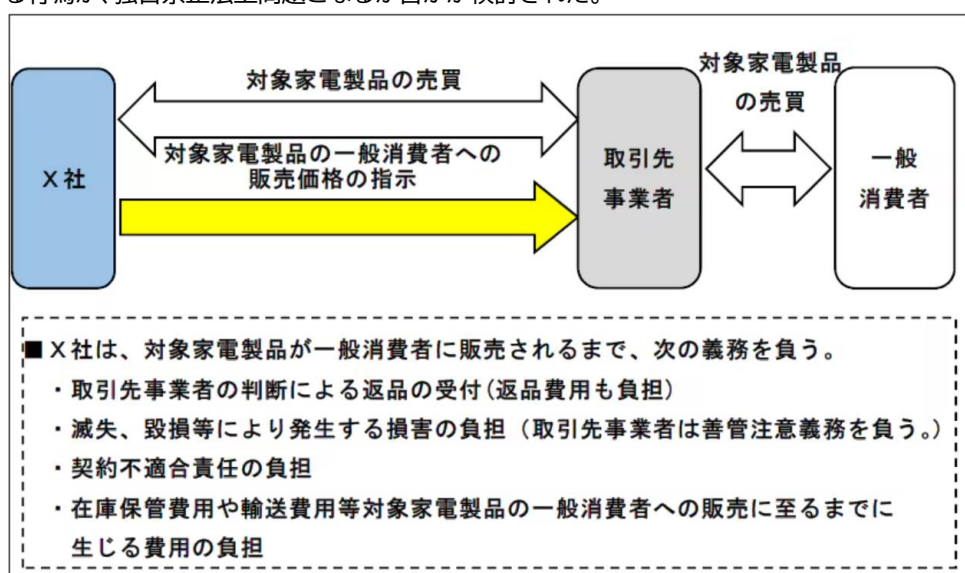 対象家電製品の売買
対象家電製品の一般消費者への
販売価格の指示
X社
取引先
事業者
対象家電製品
の売買
一般
消費者
■X社は、対象家電製品が一般消費者に販売されるまで、次の義務を負う。
・取引先事業者の判断による返品の受付(返品費用も負担)
・滅失、毀損等により発生する損害の負担（取引先事業者は善管注意義務を負う。）
・契約不適合責任の負担
・在庫保管費用や輸送費用等対象家電製品の一般消費者への販売に至るまでに
生じる費用の負担